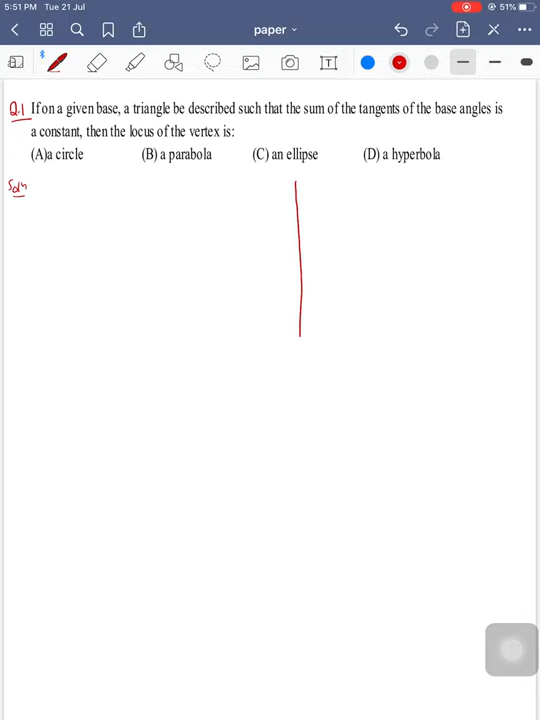 5:51 PM Tue 21 Jul
51%
paper
T
Q.1 If on a given base, a triangle be described such that the sum of the tangents of the base angles is
a constant, then the locus of the vertex is:
(A)a circle (B) a parabola (C) an ellipse (D) a hyperbola
Soln